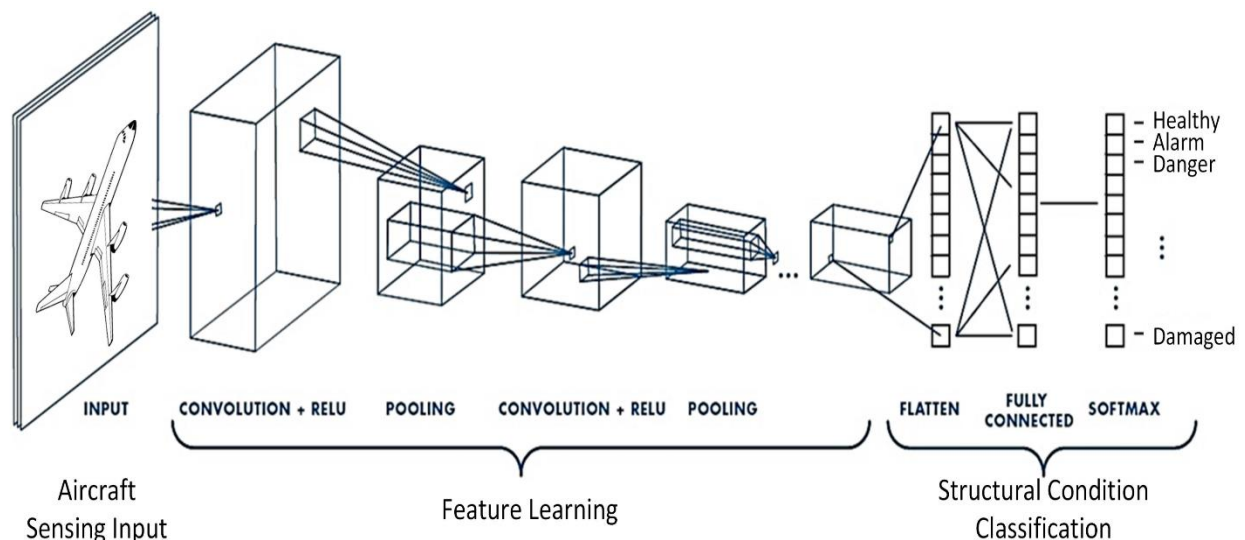 Healthy
Alarm
Danger
Damaged
INPUT
CONVOLUTION + RELU
POOLING
CONVOLUTION + RELU
POOLING
FLATTEN
FULLY
CONNECTED
SOFTMAX
Aircraft
Sensing Input
Feature Learning
Structural Condition
Classification